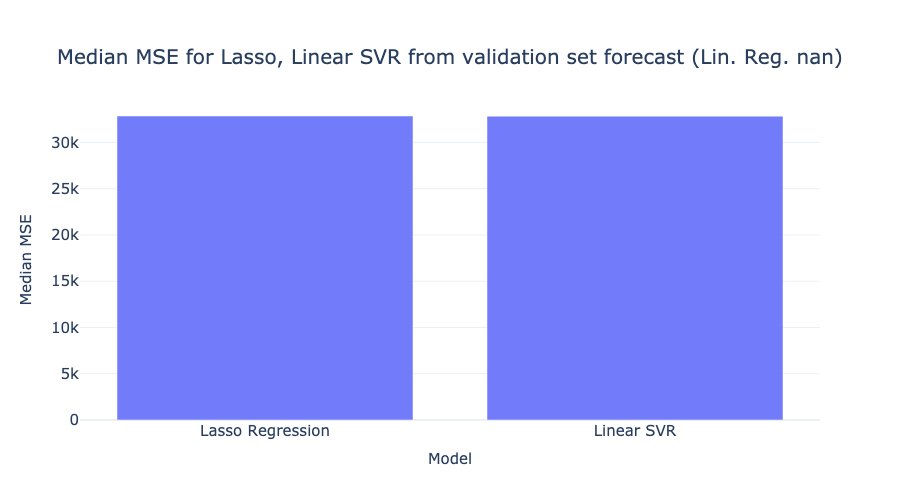 Median MSE for Lasso, Linear SVR from validation set forecast (Lin. Reg. nan)
Median MSE
30k
25k
20k
15k
10k
5k
0
Lasso Regression
Linear SVR
Model